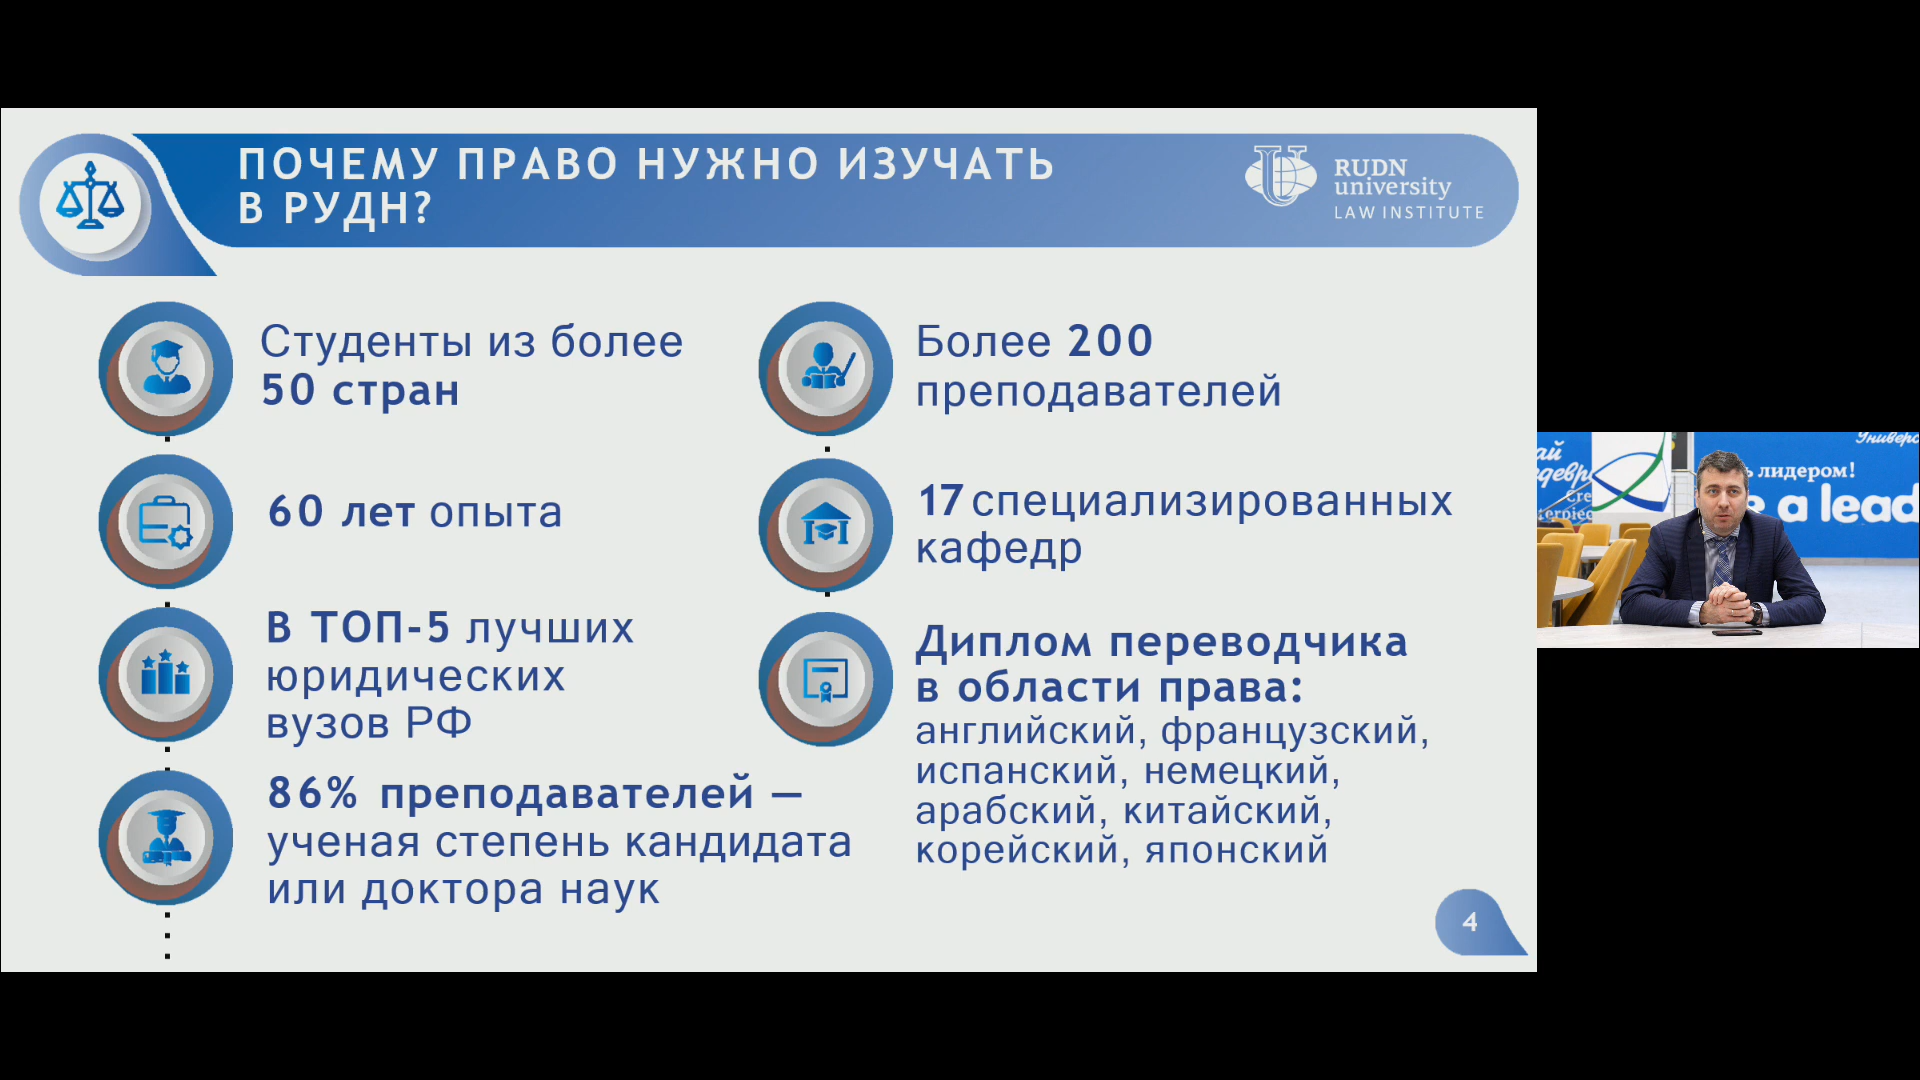 ПОЧЕМУ ПРАВО НУЖНО ИЗУЧАТЬ
В РУДН?
RUDN
university
LAW INSTITUTE
Студенты из более
50 стран
60 лет опыта
В ТОП-5 лучших
юридических
вузов РФ
86% преподавателей —
ученая степень кандидата
или доктора наук
Более 200
преподавателей
17 специализированных
кафедр
Диплом переводчика
в области права:
английский, французский,
испанский, немецкий,
арабский, китайский,
корейский, японский
4
лидером!
a lead